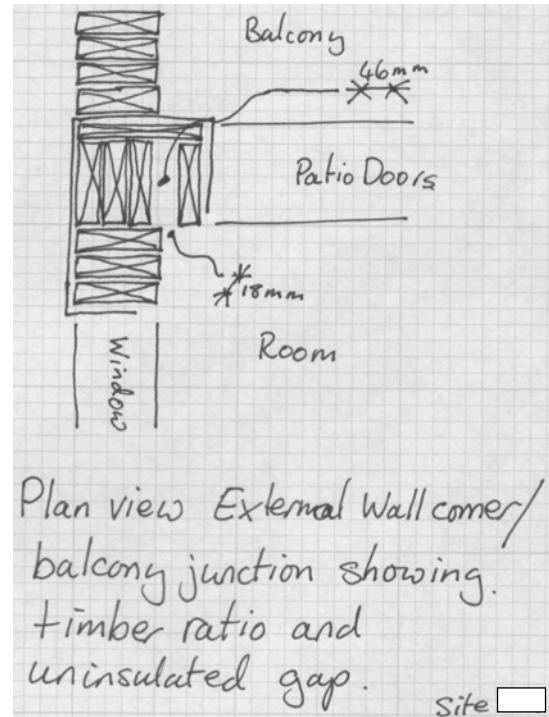 Balcony
46mm
Patio Doors
18mm
Room
Window
Plan view External Wall corner/
balcony junction showing.
timber ratio and
uninsulated gap.
Site